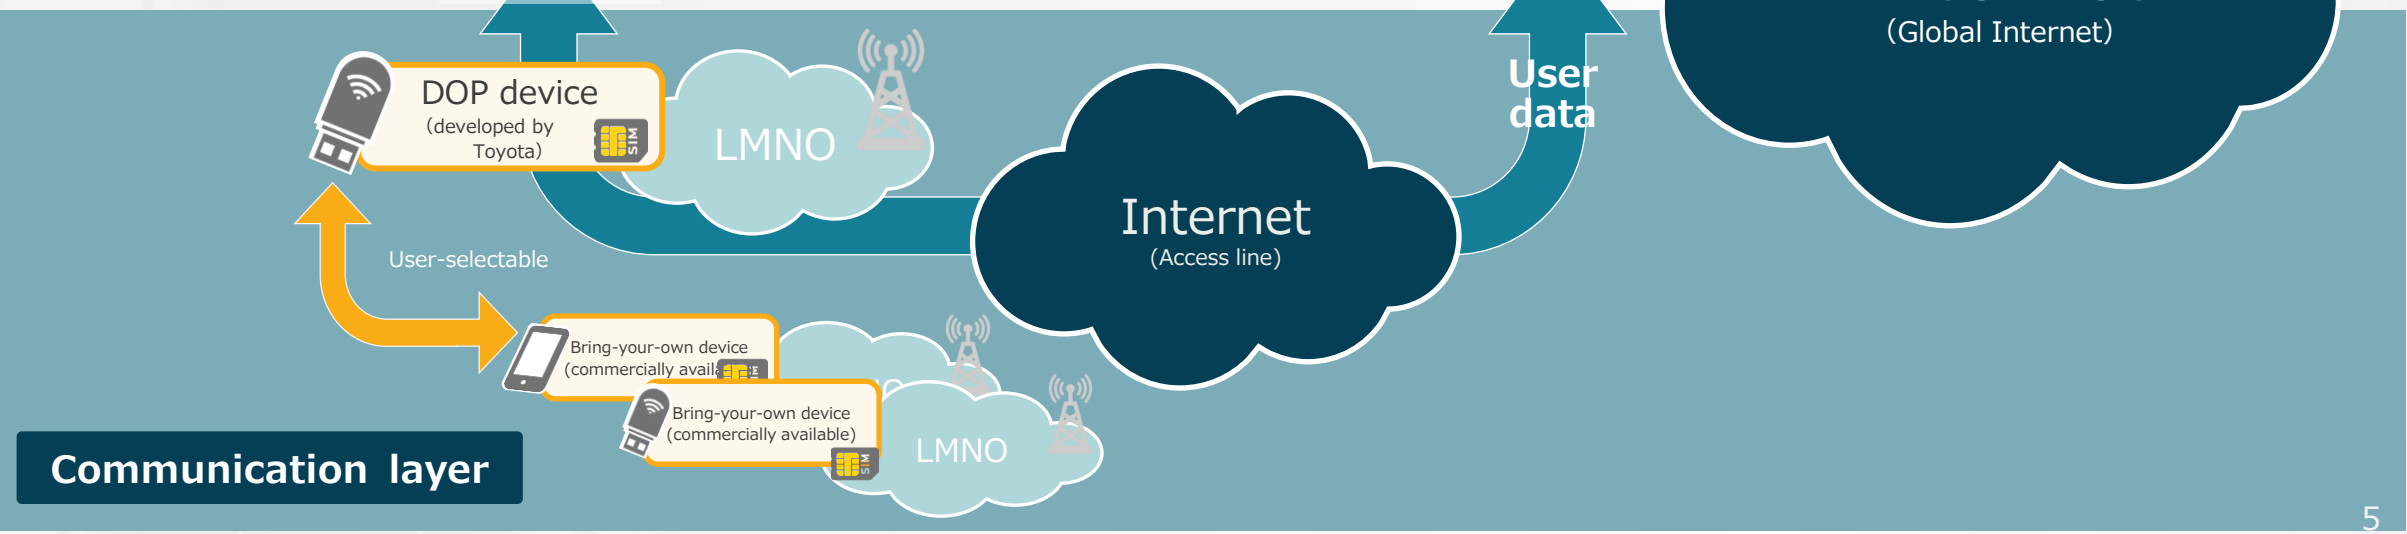 (Global Internet)
User
data
DOP device
(developed by
Toyota)
SIM
LMNO
Internet
(Access line)
User-selectable
Bring-your-own device
(commercially
Bring-your-own device
(commercially available)
SIM
LMNO
Communication layer
5